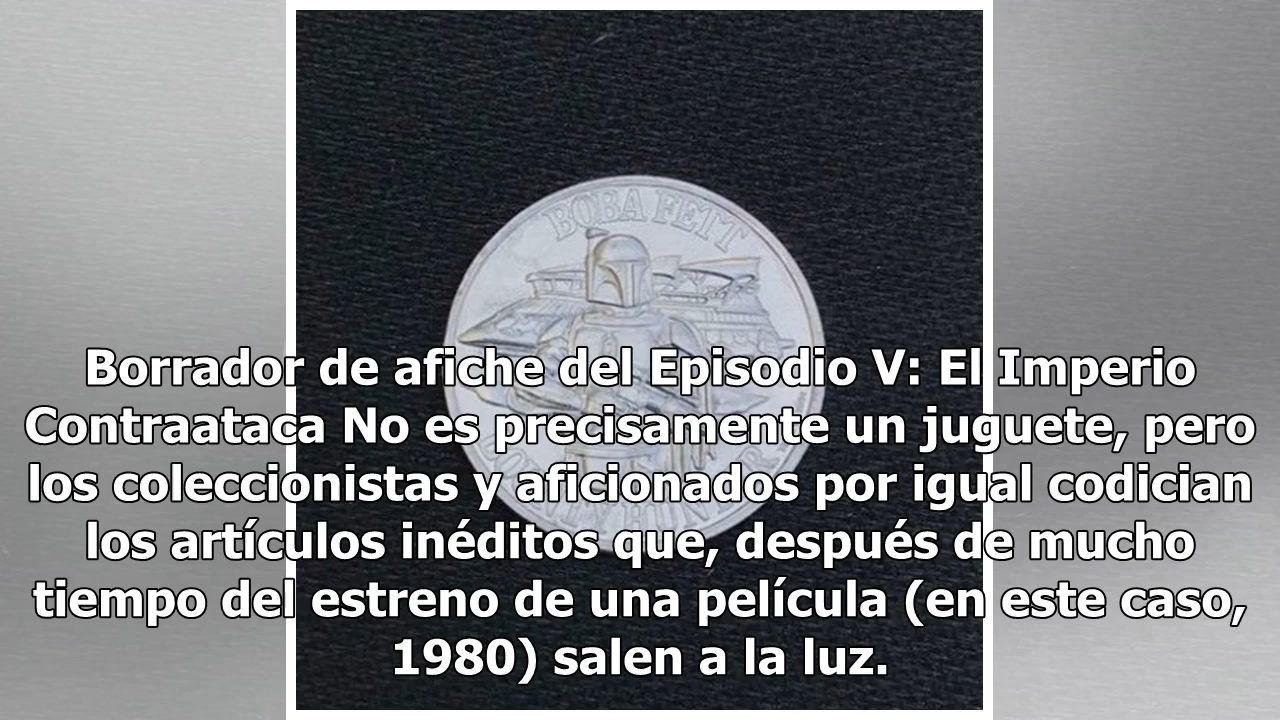 BOBA FETT
Borrador de afiche del Episodio V: El Imperio
Contraataca No es precisamente un juguete, pero
los coleccionistas y aficionados por igual codician
los artículos inéditos que, después de mucho
tiempo del estreno de una película (en este caso,
1980) salen a la luz.